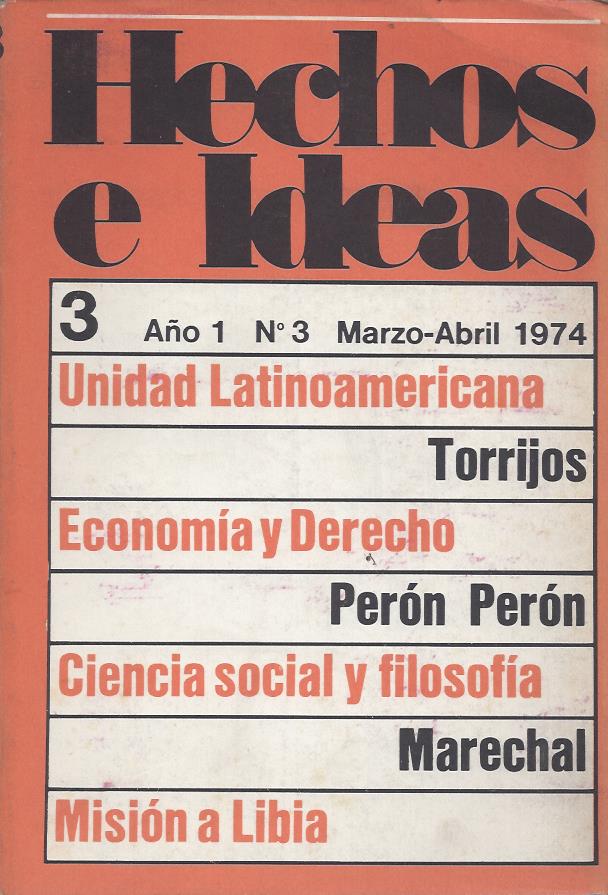 Hechos
e Ideas
3 Año 1 Nº 3 Marzo-Abril 1974
Unidad Latinoamericana
Torrijos
Economía y Derecho
Perón Perón
Ciencia social y filosofía
Marechal
Misión a Libia